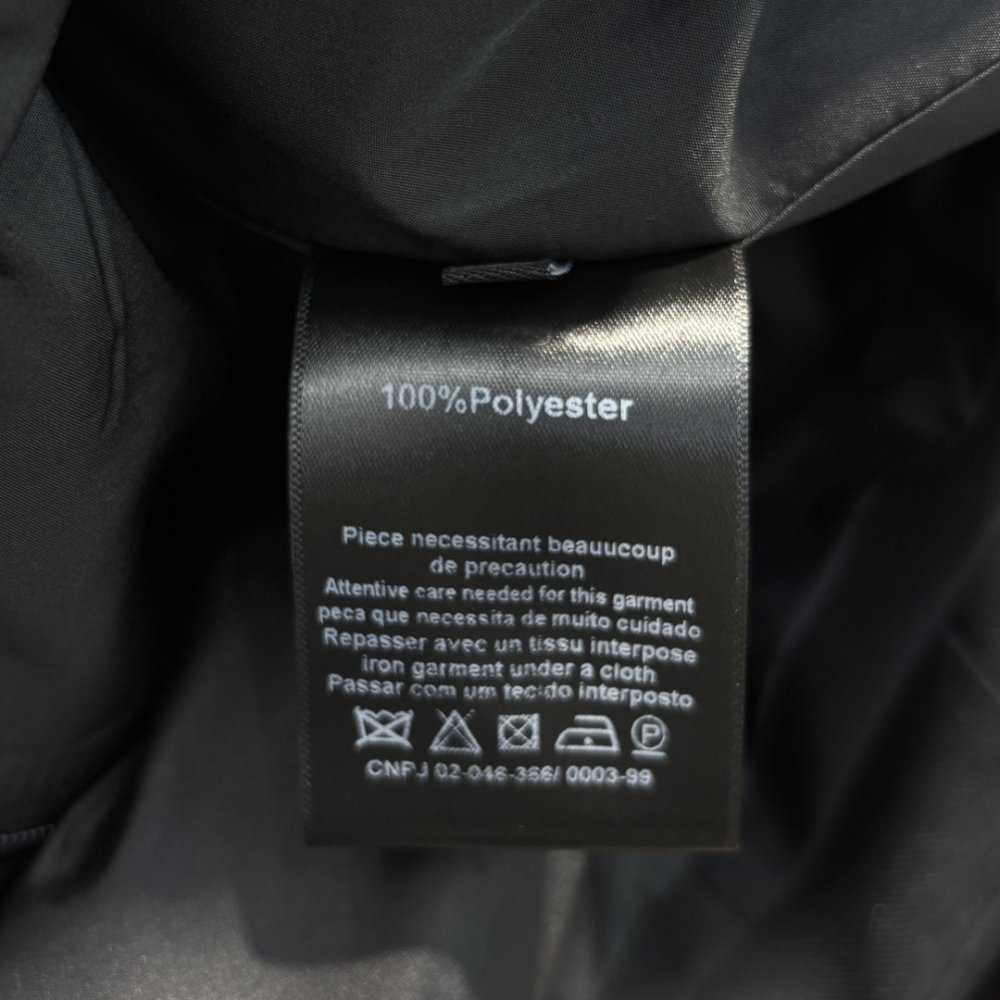 100%Polyester
Piece necessitant beauucoup
de precaution
Attentive care needed for this garment
peca que necessita de muito cuidado
Repasser avec un tissu interpose
iron garment under a cloth
Passar com um tecido interposto
P
CNPJ 02-046-366/ 0003-99